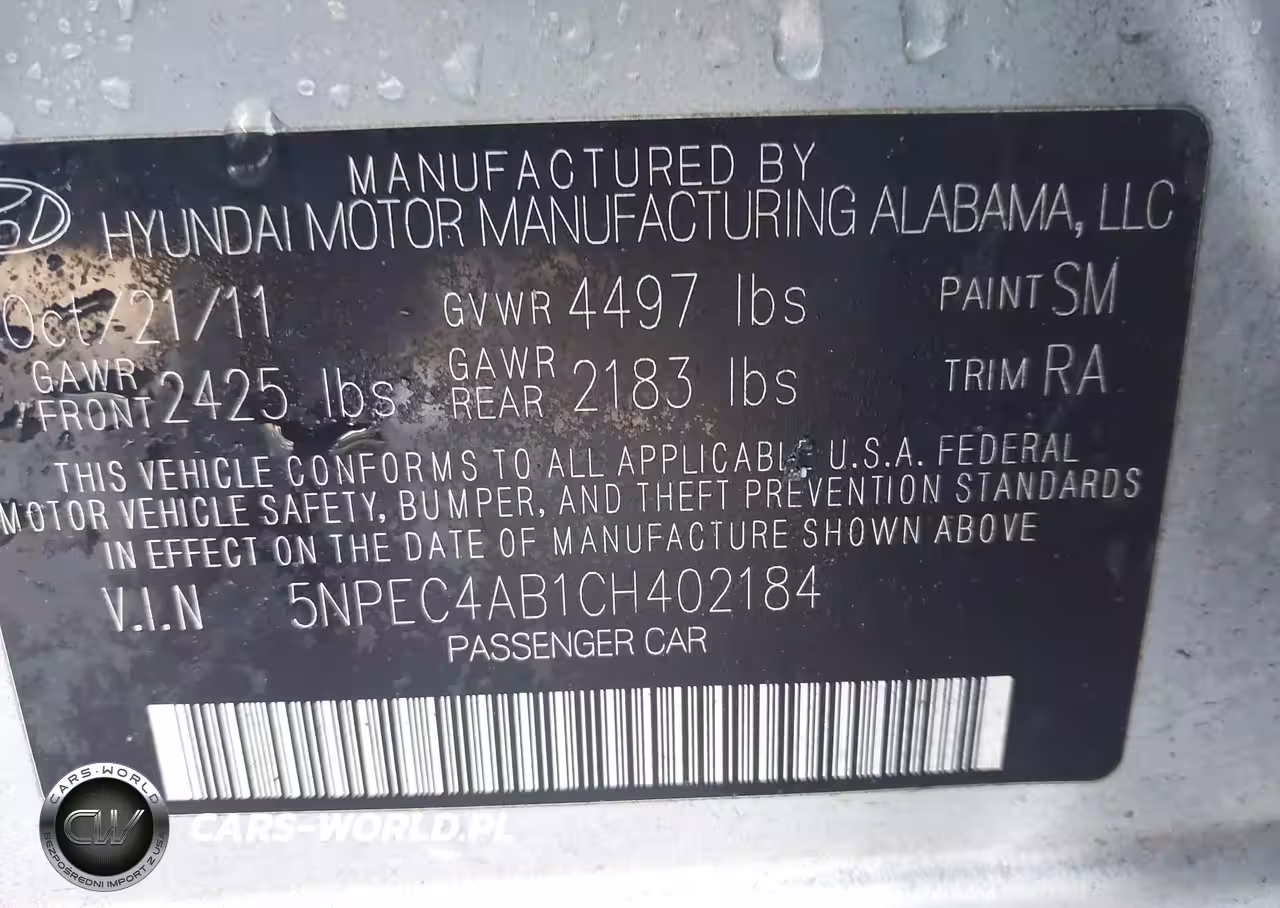 MANUFACTURED BY
HYUNDAI MOTOR MANUFACTURING ALABAMA, LLC
Oct/21/11 GVWR 4497 lbs PAINT SM
GAWR FRONT 2425 lbs GAWR REAR 2183 lbs TRIM RA
THIS VEHICLE CONFORMS TO ALL APPLICABLE U.S.A. FEDERAL
MOTOR VEHICLE SAFETY, BUMPER, AND THEFT PREVENTION STANDARDS
IN EFFECT ON THE DATE OF MANUFACTURE SHOWN ABOVE
V.I.N 5NPEC4AB1CH402184
PASSENGER CAR
CARS-WORLD
CW
BEZPOŚREDNI IMPORT Z USA
CARS-WORLD.PL